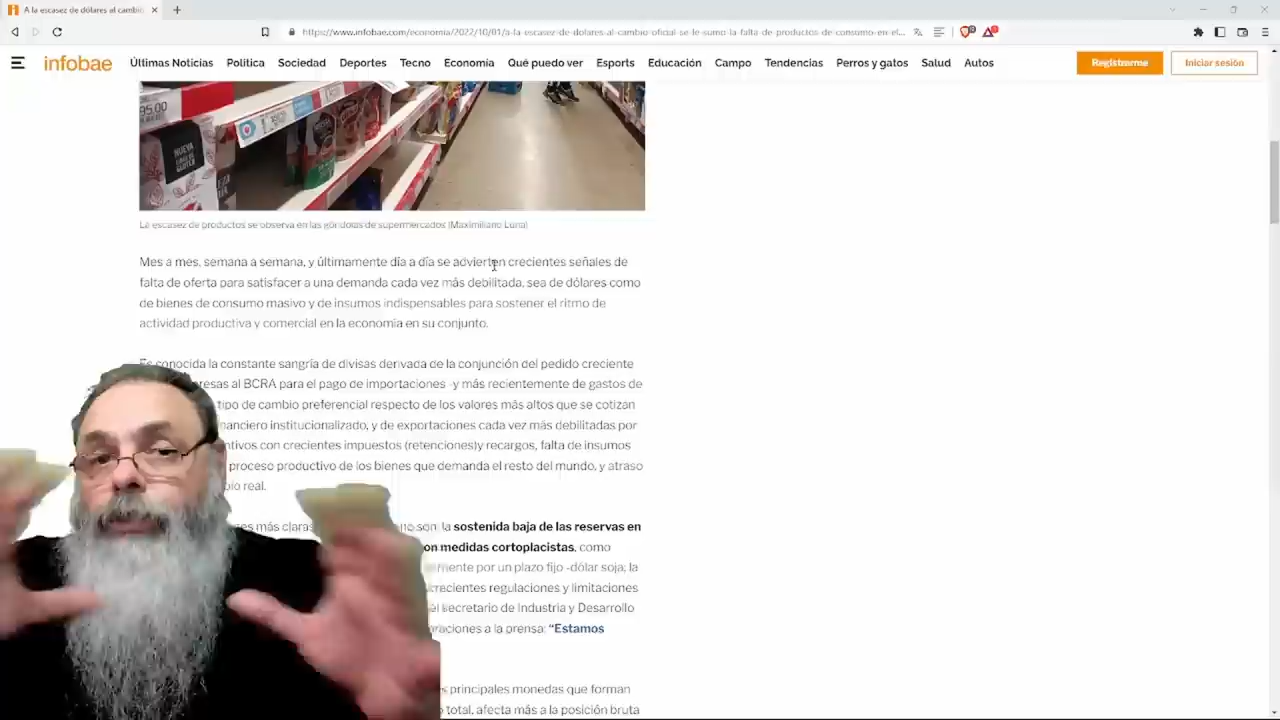 A la escasez de dólares al cambio
https://www.infobae.com/economia/2022/10/01/a-la-escasez-de-dolares-al-cambio-oficial-se-le-sumo-la-falta-de-productos-de-consumo-en-el...
infobae
Últimas Noticias Política Sociedad Deportes Tecno Economía Qué puedo ver Esports Educación Campo Tendencias Perros y gatos Salud Autos
Registrarme Iniciar sesión
95.00
NUEVA
La escasez de productos se observa en las góndolas de supermercados (Maximiliano Luna)
Mes a mes, semana a semana, y últimamente día a día se advierten crecientes señales de
falta de oferta para satisfacer a una demanda cada vez más debilitada, sea de dólares como
de bienes de consumo masivo y de insumos indispensables para sostener el ritmo de
actividad productiva y comercial en la economía en su conjunto.
Es conocida la constante sangría de divisas derivada de la conjunción del pedido creciente
resas al BCRA para el pago de importaciones -y más recientemente de gastos de
tipo de cambio preferencial respecto de los valores más altos que se cotizan
nanciero institucionalizado, y de exportaciones cada vez más debilitadas por
ntivos con crecientes impuestos (retenciones)y recargos, falta de insumos
proceso productivo de los bienes que demanda el resto del mundo, y atraso
io real.
es más claras no son la sostenida baja de las reservas en
on medidas cortoplacistas, como
mente por un plazo fijo -dólar soja; la
crecientes regulaciones y limitaciones
el secretario de Industria y Desarrollo
raciones a la prensa: "Estamos
s principales monedas que forman
o total, afecta más a la posición bruta